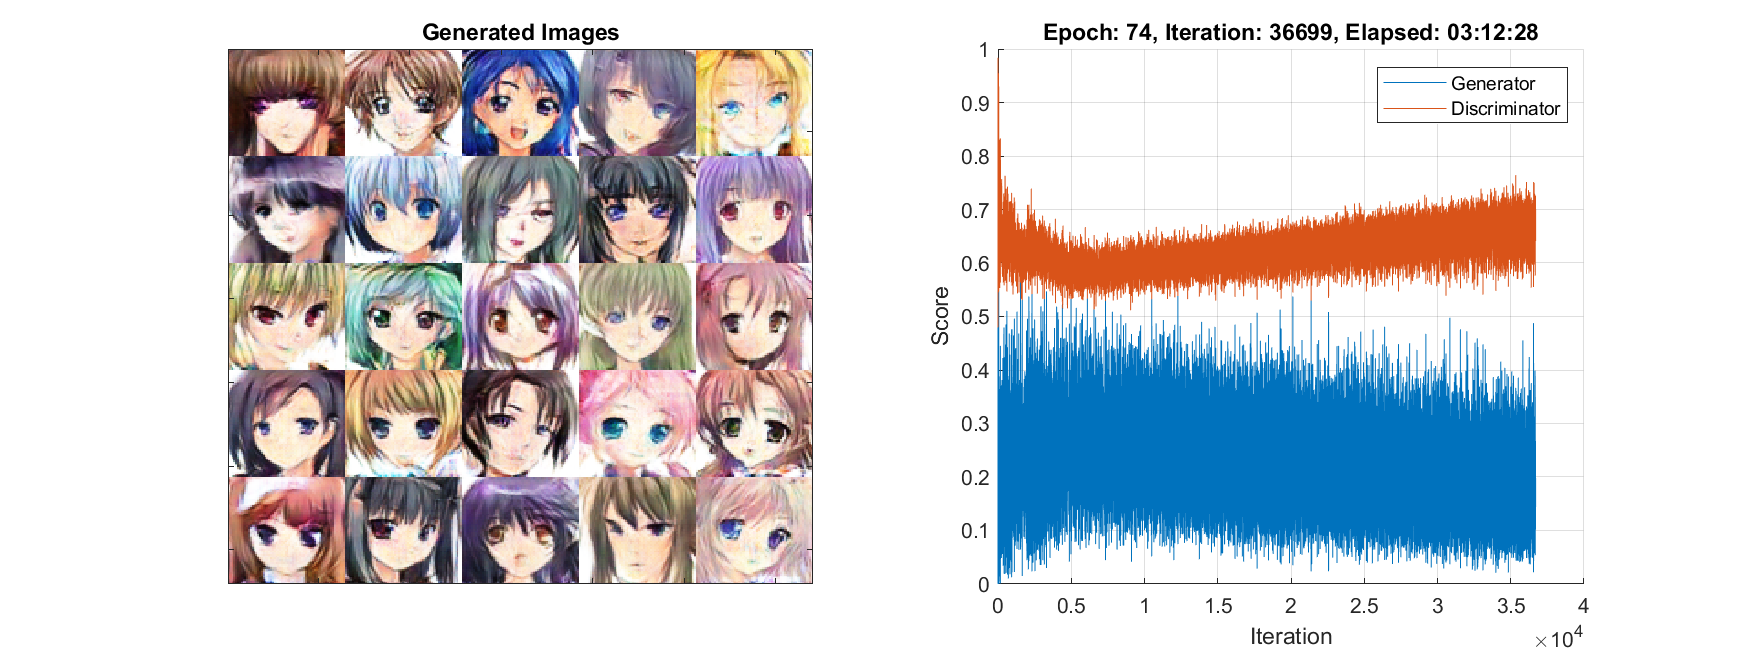 Generated Images
Epoch: 74, Iteration: 36699, Elapsed: 03:12:28
Generator
Discriminator
Score
1
0.9
0.8
0.7
0.6
0.5
0.4
0.3
0.2
0.1
0
0 0.5 1 1.5 2 2.5 3 3.5 4
Iteration
×10⁴